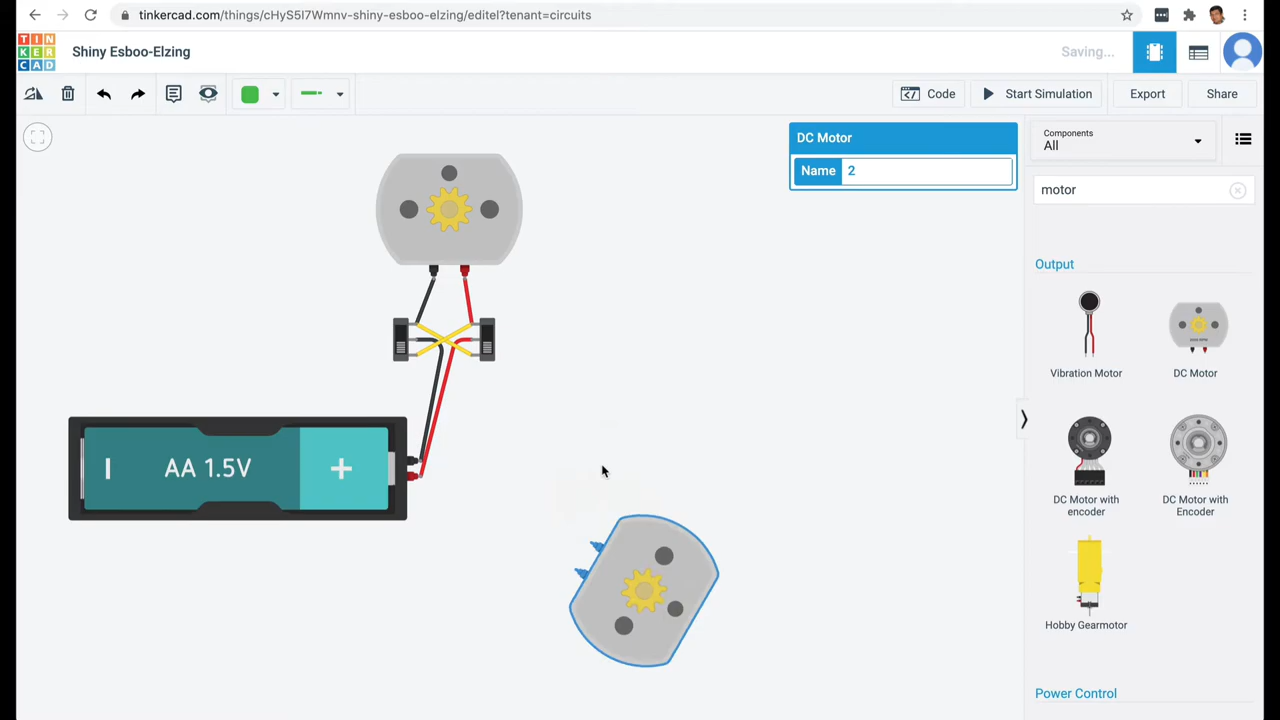 tinkercad.com/things/cHyS5I7Wmnv-shiny-esboo-elzing/editel?tenant=circuits
TIN
KER
CAD
Shiny Esboo-Elzing
Saving...
Code
Start Simulation
Export
Share
DC Motor
Name 2
Components
All
motor
Output
Vibration Motor
DC Motor
DC Motor with
encoder
DC Motor with
Encoder
Hobby Gearmotor
Power Control
AA 1.5V +